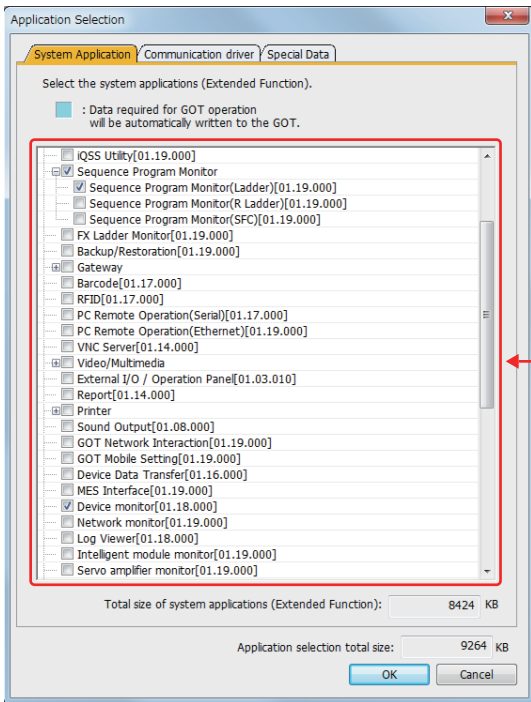 Application Selection
System Application
Communication driver
Special Data
Select the system applications (Extended Function).
: Data required for GOT operation
will be automatically written to the GOT.
iQSS Utility[01.19.000]
Sequence Program Monitor
Sequence Program Monitor(Ladder)[01.19.000]
Sequence Program Monitor(R Ladder)[01.19.000]
Sequence Program Monitor(SFC)[01.19.000]
FX Ladder Monitor[01.19.000]
Backup/Restoration[01.19.000]
Gateway
Barcode[01.17.000]
RFID[01.17.000]
PC Remote Operation(Serial)[01.17.000]
PC Remote Operation(Ethernet)[01.19.000]
VNC Server[01.14.000]
Video/Multimedia
External I/O / Operation Panel[01.03.010]
Report[01.14.000]
Printer
Sound Output[01.08.000]
GOT Network Interaction[01.19.000]
GOT Mobile Setting[01.19.000]
Device Data Transfer[01.16.000]
MES Interface[01.19.000]
Device monitor[01.18.000]
Network monitor[01.19.000]
Log Viewer[01.18.000]
Intelligent module monitor[01.19.000]
Servo amplifier monitor[01.19.000]
Total size of system applications (Extended Function): 8424 KB
Application selection total size: 9264 KB
OK Cancel